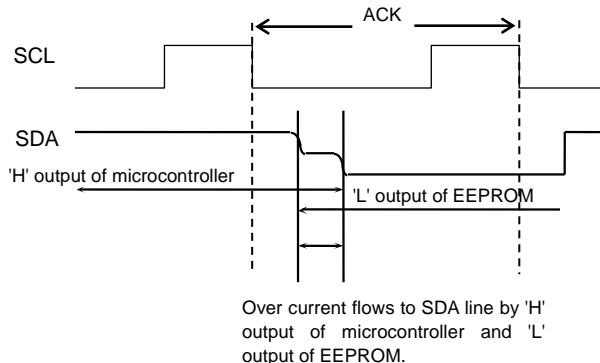 ACK
SCL
SDA
'H' output of microcontroller
'L' output of EEPROM
Over current flows to SDA line by 'H'
output of microcontroller and 'L'
output of EEPROM.